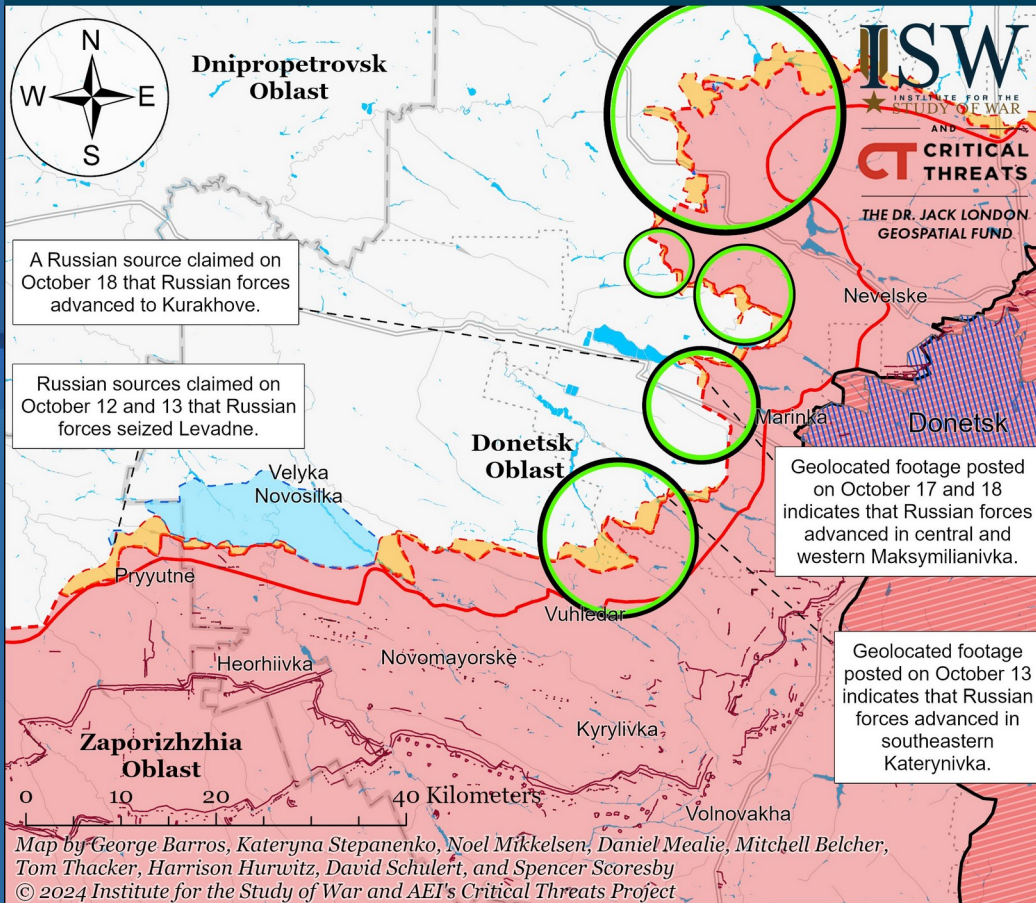 N
W
E
S
Dnipropetrovsk
Oblast
ISW
INSTITUTE FOR THE
STUDY OF WAR
AND
CT CRITICAL
THREATS
THE DR. JACK LONDON
GEOSPATIAL FUND
A Russian source claimed on
October 18 that Russian forces
advanced to Kurakhove.
Nevelske
Russian sources claimed on
October 12 and 13 that Russian
forces seized Levadne.
Marinka
Donetsk
Donetsk
Oblast
Velyka
Novosilka
Geolocated footage posted
on October 17 and 18
indicates that Russian forces
advanced in central and
western Maksymilianivka.
Pryyutne
Vuhledar
Heorhiivka
Novomayorske
Geolocated footage
posted on October 13
indicates that Russian
forces advanced in
southeastern
Katerynivka.
Kyrylivka
Zaporizhzhia
Oblast
0
10
20
40 Kilometers
Volnovakha
Map by George Barros, Kateryna Stepanenko, Noel Mikkelsen, Daniel Mealie, Mitchell Belcher,
Tom Thacker, Harrison Hurwitz, David Schulert, and Spencer Scoresby
© 2024 Institute for the Study of War and AEI's Critical Threats Project